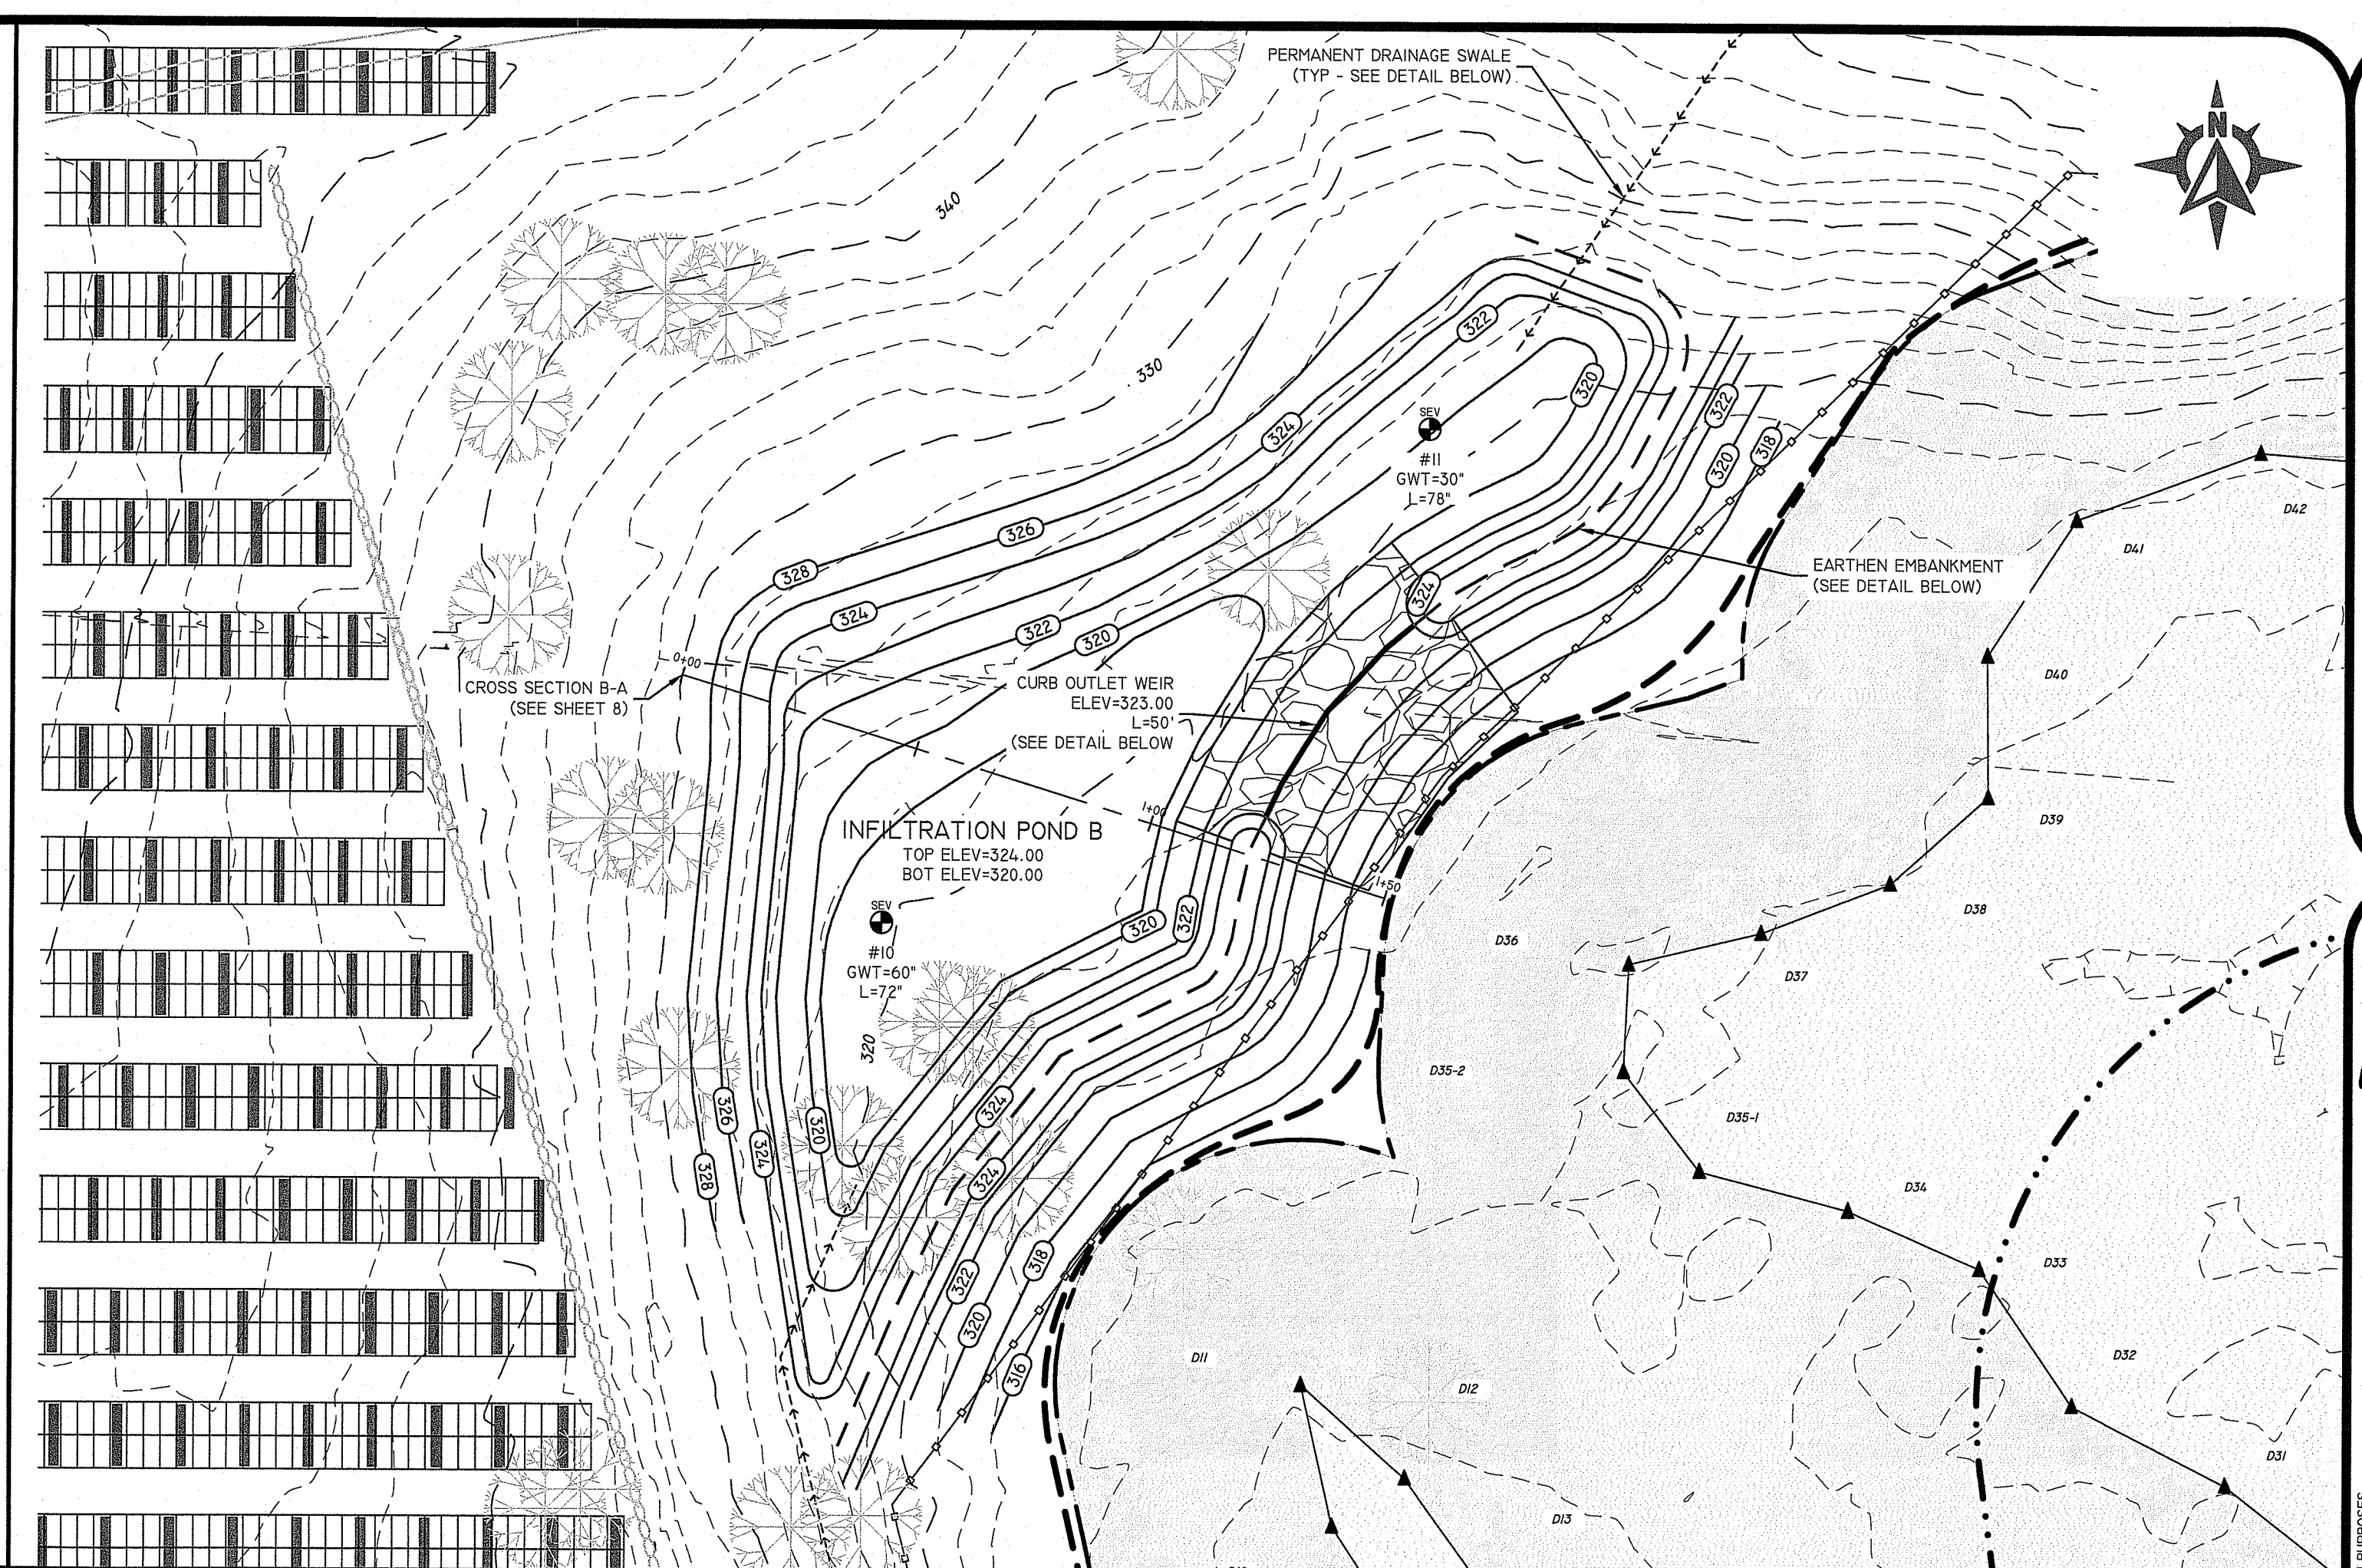 PERMANENT DRAINAGE SWALE
(TYP - SEE DETAIL BELOW)
N
340
330
322
320
324
SEV
#11
GWT=30"
L=78"
322
320
318
326
328
324
322
320
324
EARTHEN EMBANKMENT
(SEE DETAIL BELOW)
0+00
CROSS SECTION B-A
(SEE SHEET 8)
CURB OUTLET WEIR
ELEV=323.00
L=50'
(SEE DETAIL BELOW
1+00
INFILTRATION POND B
TOP ELEV=324.00
BOT ELEV=320.00
1+50
SEV
#10
GWT=60"
L=72"
320
320
322
326
324
328
320
324
324
322
318
320
316
D42
D41
D40
D39
D38
D36
D37
D35-2
D35-1
D34
D33
D32
D31
D11
D12
D13
PURPOSES